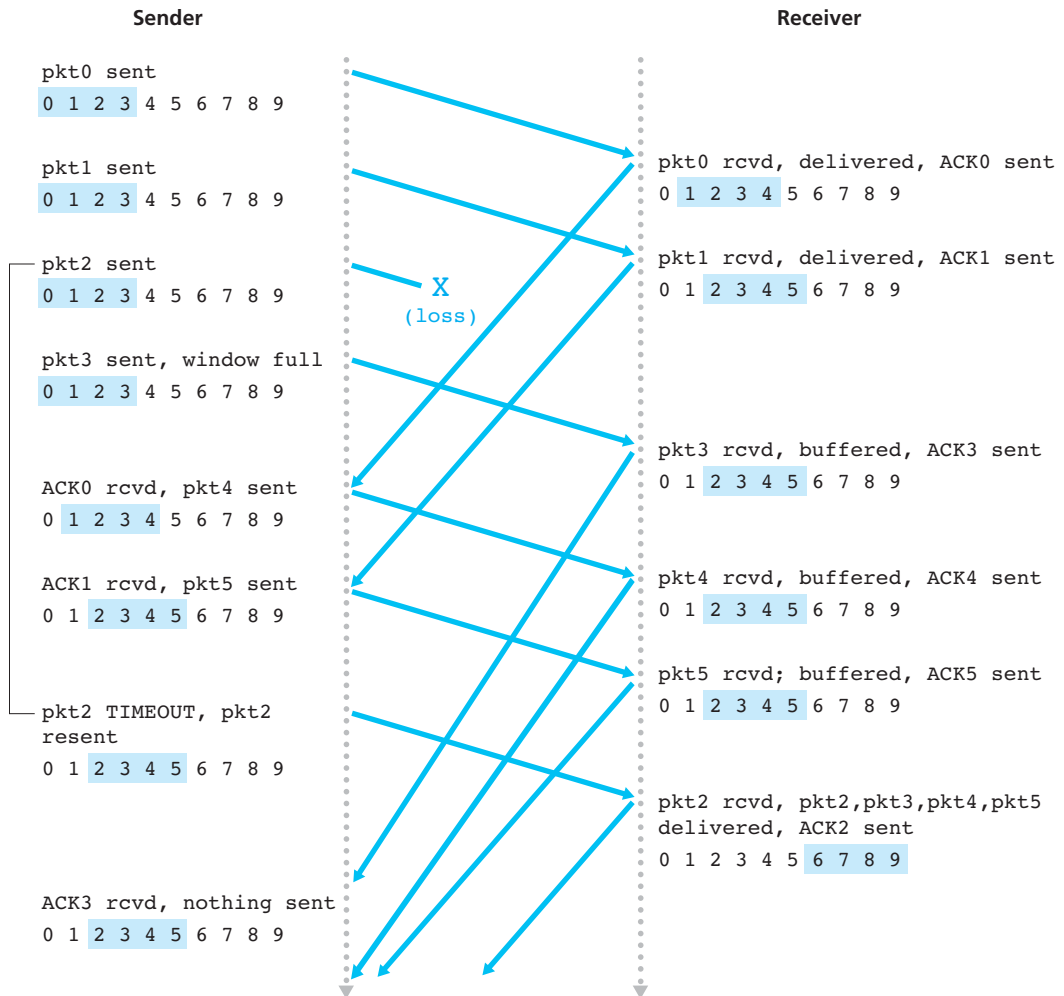 Sender
Receiver
pkt0 sent
0 1 2 3 4 5 6 7 8 9
pkt0 rcvd, delivered, ACK0 sent
0 1 2 3 4 5 6 7 8 9
pkt1 sent
0 1 2 3 4 5 6 7 8 9
pkt1 rcvd, delivered, ACK1 sent
0 1 2 3 4 5 6 7 8 9
pkt2 sent
0 1 2 3 4 5 6 7 8 9
X
(loss)
pkt3 sent, window full
0 1 2 3 4 5 6 7 8 9
pkt3 rcvd, buffered, ACK3 sent
0 1 2 3 4 5 6 7 8 9
ACK0 rcvd, pkt4 sent
0 1 2 3 4 5 6 7 8 9
pkt4 rcvd, buffered, ACK4 sent
0 1 2 3 4 5 6 7 8 9
ACK1 rcvd, pkt5 sent
0 1 2 3 4 5 6 7 8 9
pkt5 rcvd; buffered, ACK5 sent
0 1 2 3 4 5 6 7 8 9
pkt2 TIMEOUT, pkt2
resent
0 1 2 3 4 5 6 7 8 9
pkt2 rcvd, pkt2,pkt3,pkt4,pkt5
delivered, ACK2 sent
0 1 2 3 4 5 6 7 8 9
ACK3 rcvd, nothing sent
0 1 2 3 4 5 6 7 8 9